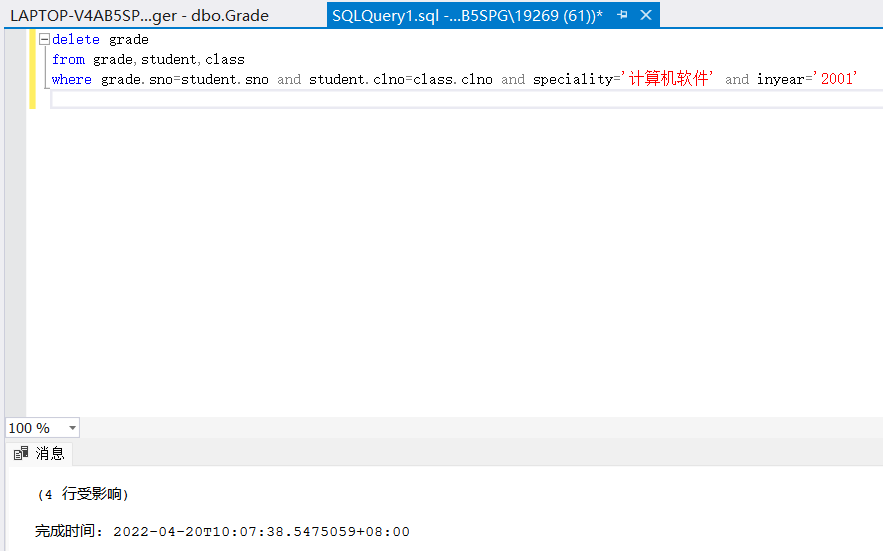 LAPTOP-V4AB5SP...ger - dbo.Grade
SQLQuery1.sql -...B5SPG\19269 (61))*
delete grade
from grade,student,class
where grade.sno=student.sno and student.clno=class.clno and speciality='计算机软件' and inyear='2001'
100 %
消息
(4 行受影响)
完成时间: 2022-04-20T10:07:38.5475059+08:00